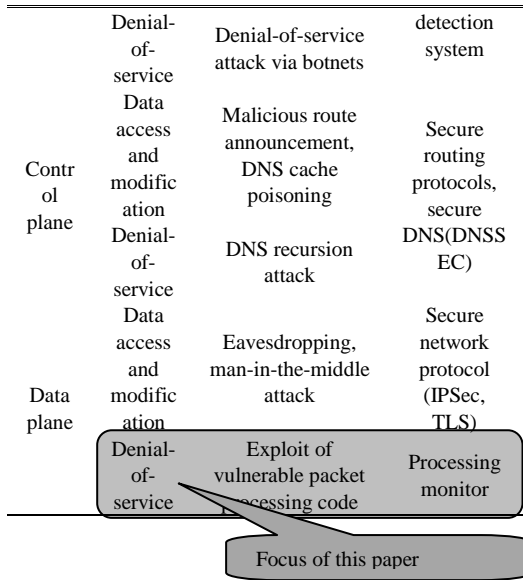 Denial-
of-
service
Denial-of-service
attack via botnets
detection
system
Contr
ol
plane
Data
access
and
modific
ation
Malicious route
announcement,
DNS cache
poisoning
Secure
routing
protocols,
secure
DNS(DNSS
EC)
Denial-
of-
service
DNS recursion
attack
Data
plane
Data
access
and
modific
ation
Eavesdropping,
man-in-the-middle
attack
Secure
network
protocol
(IPSec,
TLS)
Denial-
of-
service
Exploit of
vulnerable packet
processing code
Processing
monitor
Focus of this paper